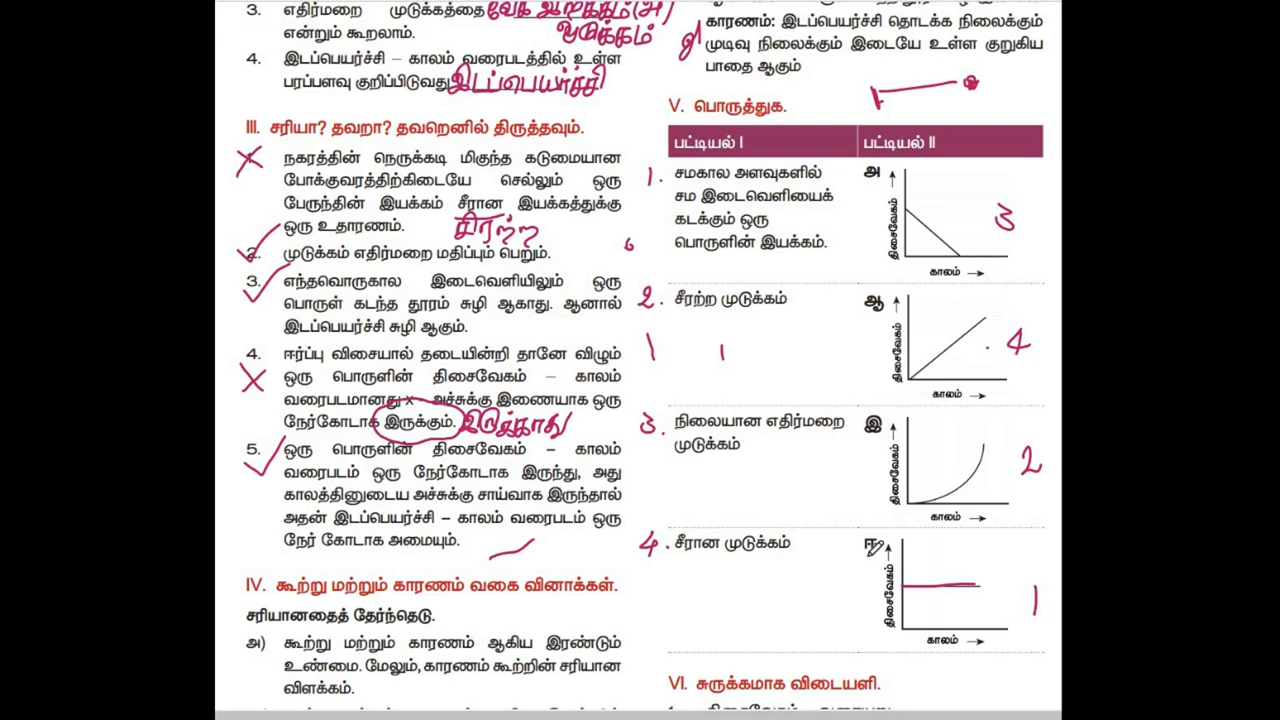 3. எதிர்மறை முடுக்கத்தை வேக இறக்கம் (அ)
என்றும் கூறலாம். ஒடுக்கம்
4. இடப்பெயர்ச்சி – காலம் வரைபடத்தில் உள்ள
பரப்பளவு குறிப்பிடுவது இடப்பெயர்ச்சி
III. சரியா? தவறா? தவறெனில் திருத்தவும்.
நகரத்தின் நெருக்கடி மிகுந்த கடுமையான
போக்குவரத்திற்கிடையே செல்லும் ஒரு
பேருந்தின் இயக்கம் சீரான இயக்கத்துக்கு
ஒரு உதாரணம். சீரற்ற
2. முடுக்கம் எதிர்மறை மதிப்பும் பெறும்.
3. எந்தவொருகால இடைவெளியிலும் ஒரு
பொருள் கடந்த தூரம் சுழி ஆகாது. ஆனால்
இடப்பெயர்ச்சி சுழி ஆகும்.
4. ஈர்ப்பு விசையால் தடையின்றி தானே விழும்
ஒரு பொருளின் திசைவேகம் – காலம்
வரைபடமானது x – அச்சுக்கு இணையாக ஒரு
நேர்கோடாக இருக்கும். இருக்காது
5. ஒரு பொருளின் திசைவேகம் – காலம்
வரைபடம் ஒரு நேர்கோடாக இருந்து, அது
காலத்தினுடைய அச்சுக்கு சாய்வாக இருந்தால்
அதன் இடப்பெயர்ச்சி – காலம் வரைபடம் ஒரு
நேர் கோடாக அமையும்.
IV. கூற்று மற்றும் காரணம் வகை வினாக்கள்.
சரியானதைத் தேர்ந்தெடு.
அ) கூற்று மற்றும் காரணம் ஆகிய இரண்டும்
உண்மை. மேலும், காரணம் கூற்றின் சரியான
விளக்கம்.
காரணம்: இடப்பெயர்ச்சி தொடக்க நிலைக்கும்
முடிவு நிலைக்கும் இடையே உள்ள குறுகிய
பாதை ஆகும்
V. பொருத்துக.
பட்டியல் I பட்டியல் II
1. சமகால அளவுகளில்
சம இடைவெளியைக்
கடக்கும் ஒரு
பொருளின் இயக்கம்.
அ திசைவேகம் 3
காலம்
2. சீரற்ற முடுக்கம்
ஆ திசைவேகம் 4
காலம்
3. நிலையான எதிர்மறை
முடுக்கம்
இ திசைவேகம் 2
காலம்
4. சீரான முடுக்கம்
ஈ திசைவேகம் 1
காலம்
VI. சுருக்கமாக விடையளி.